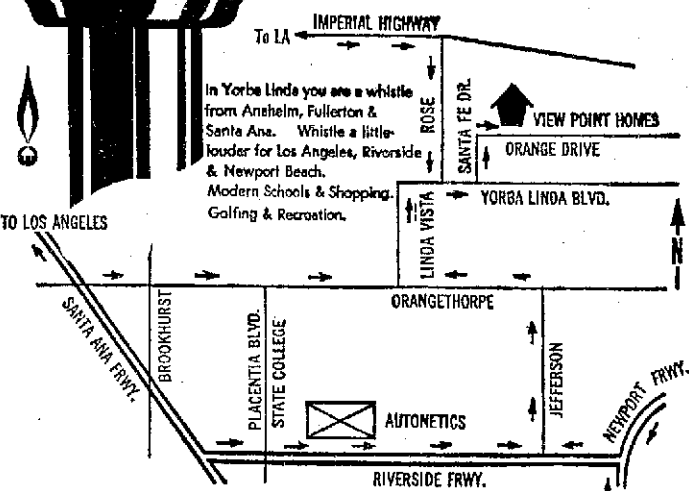 IMPERIAL HIGHWAY
To LA
In Yorba Linda you are a whistle
from Anaheim, Fullerton &
Santa Ana. Whistle a little
louder for Los Angeles, Riverside
& Newport Beach.
Modern Schools & Shopping.
Golfing & Recreation.
ROSE
SANTA FE DR.
VIEW POINT HOMES
ORANGE DRIVE
YORBA LINDA BLVD.
LINDA VISTA
TO LOS ANGELES
N
ORANGETHORPE
SANTA ANA FRWY.
BROOKHURST
PLACENTIA BLVD.
STATE COLLEGE
JEFFERSON
NEWPORT FRWY.
AUTONETICS
RIVERSIDE FRWY.